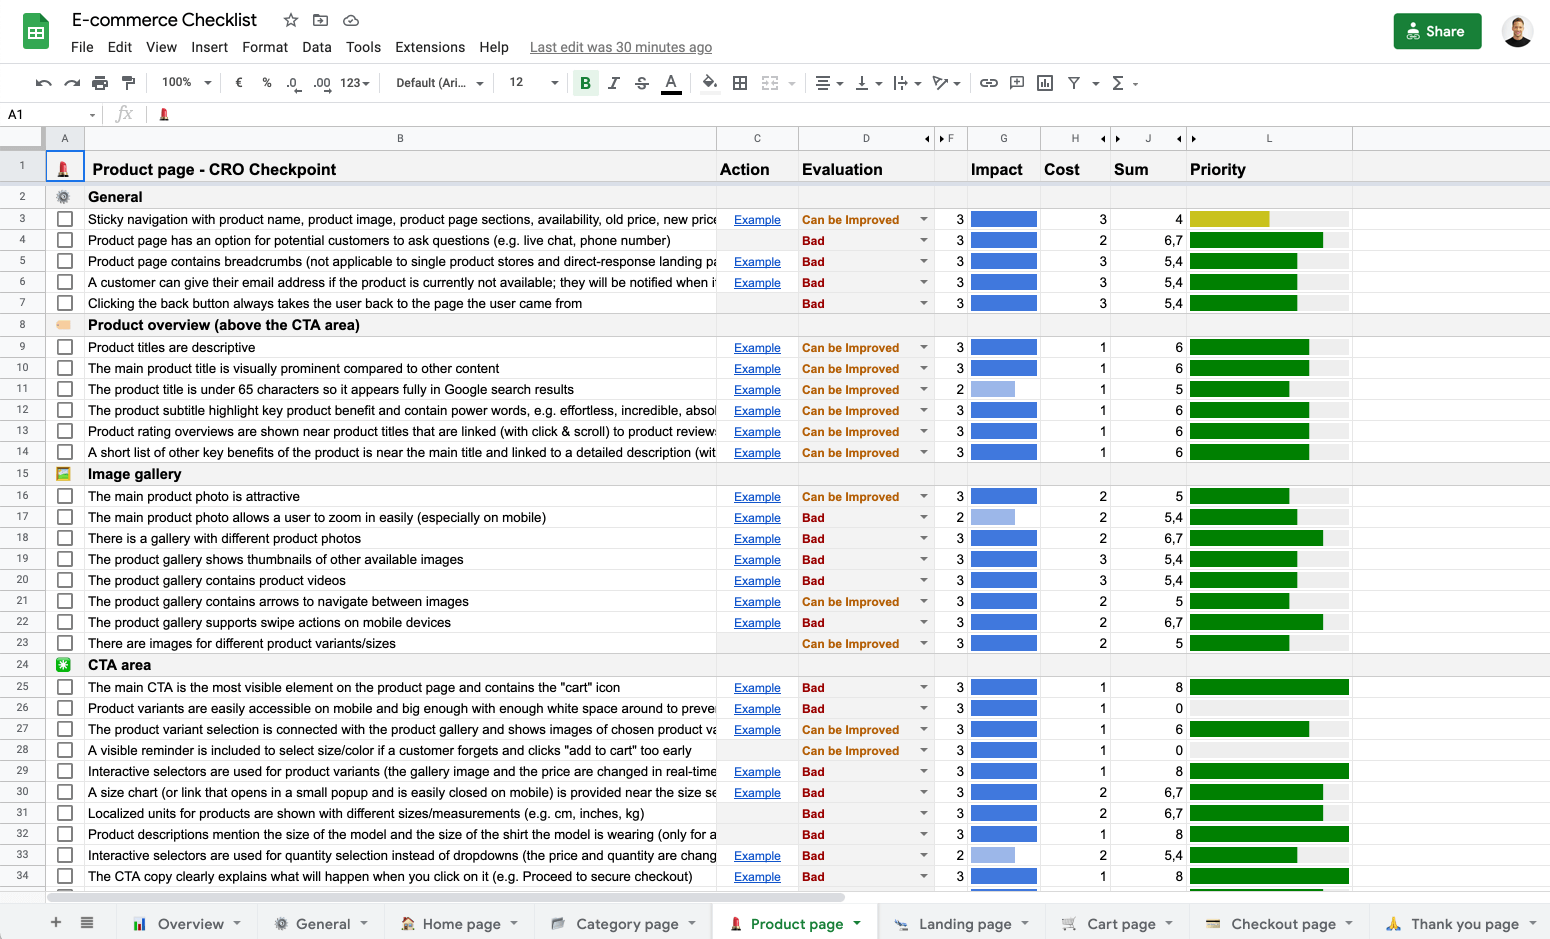 E-commerce Checklist
File Edit View Insert Format Data Tools Extensions Help Last edit was 30 minutes ago
Share
100% € % .0 .00 123 Default (Ari... 12 B I S A
A1 fx
A B C D F G H J L
1 Product page - CRO Checkpoint Action Evaluation Impact Cost Sum Priority
2 General
3 Sticky navigation with product name, product image, product page sections, availability, old price, new price Example Can be Improved 3 3 4
4 Product page has an option for potential customers to ask questions (e.g. live chat, phone number) Bad 3 2 6,7
5 Product page contains breadcrumbs (not applicable to single product stores and direct-response landing pa Example Bad 3 3 5,4
6 A customer can give their email address if the product is currently not available; they will be notified when i Example Bad 3 3 5,4
7 Clicking the back button always takes the user back to the page the user came from Bad 3 3 5,4
8 Product overview (above the CTA area)
9 Product titles are descriptive Example Can be Improved 3 1 6
10 The main product title is visually prominent compared to other content Example Can be Improved 3 1 6
11 The product title is under 65 characters so it appears fully in Google search results Example Can be Improved 2 1 5
12 The product subtitle highlight key product benefit and contain power words, e.g. effortless, incredible, absol Example Can be Improved 3 1 6
13 Product rating overviews are shown near product titles that are linked (with click & scroll) to product reviews Example Can be Improved 3 1 6
14 A short list of other key benefits of the product is near the main title and linked to a detailed description (wit Example Can be Improved 3 1 6
15 Image gallery
16 The main product photo is attractive Example Can be Improved 3 2 5
17 The main product photo allows a user to zoom in easily (especially on mobile) Example Bad 2 2 5,4
18 There is a gallery with different product photos Example Bad 3 2 6,7
19 The product gallery shows thumbnails of other available images Example Bad 3 3 5,4
20 The product gallery contains product videos Example Bad 3 3 5,4
21 The product gallery contains arrows to navigate between images Example Can be Improved 3 2 5
22 The product gallery supports swipe actions on mobile devices Example Bad 3 2 6,7
23 There are images for different product variants/sizes Can be Improved 3 2 5
24 CTA area
25 The main CTA is the most visible element on the product page and contains the "cart" icon Example Bad 3 1 8
26 Product variants are easily accessible on mobile and big enough with enough white space around to preve Example Bad 3 1 0
27 The product variant selection is connected with the product gallery and shows images of chosen product va Example Can be Improved 3 1 6
28 A visible reminder is included to select size/color if a customer forgets and clicks "add to cart" too early Can be Improved 3 1 0
29 Interactive selectors are used for product variants (the gallery image and the price are changed in real-time Example Bad 3 1 8
30 A size chart (or link that opens in a small popup and is easily closed on mobile) is provided near the size se Example Bad 3 2 6,7
31 Localized units for products are shown with different sizes/measurements (e.g. cm, inches, kg) Bad 3 2 6,7
32 Product descriptions mention the size of the model and the size of the shirt the model is wearing (only for a Bad 3 1 8
33 Interactive selectors are used for quantity selection instead of dropdowns (the price and quantity are chang Example Bad 2 2 5,4
34 The CTA copy clearly explains what will happen when you click on it (e.g. Proceed to secure checkout) Example Bad 3 1 8
Overview General Home page Category page Product page Landing page Cart page Checkout page Thank you page